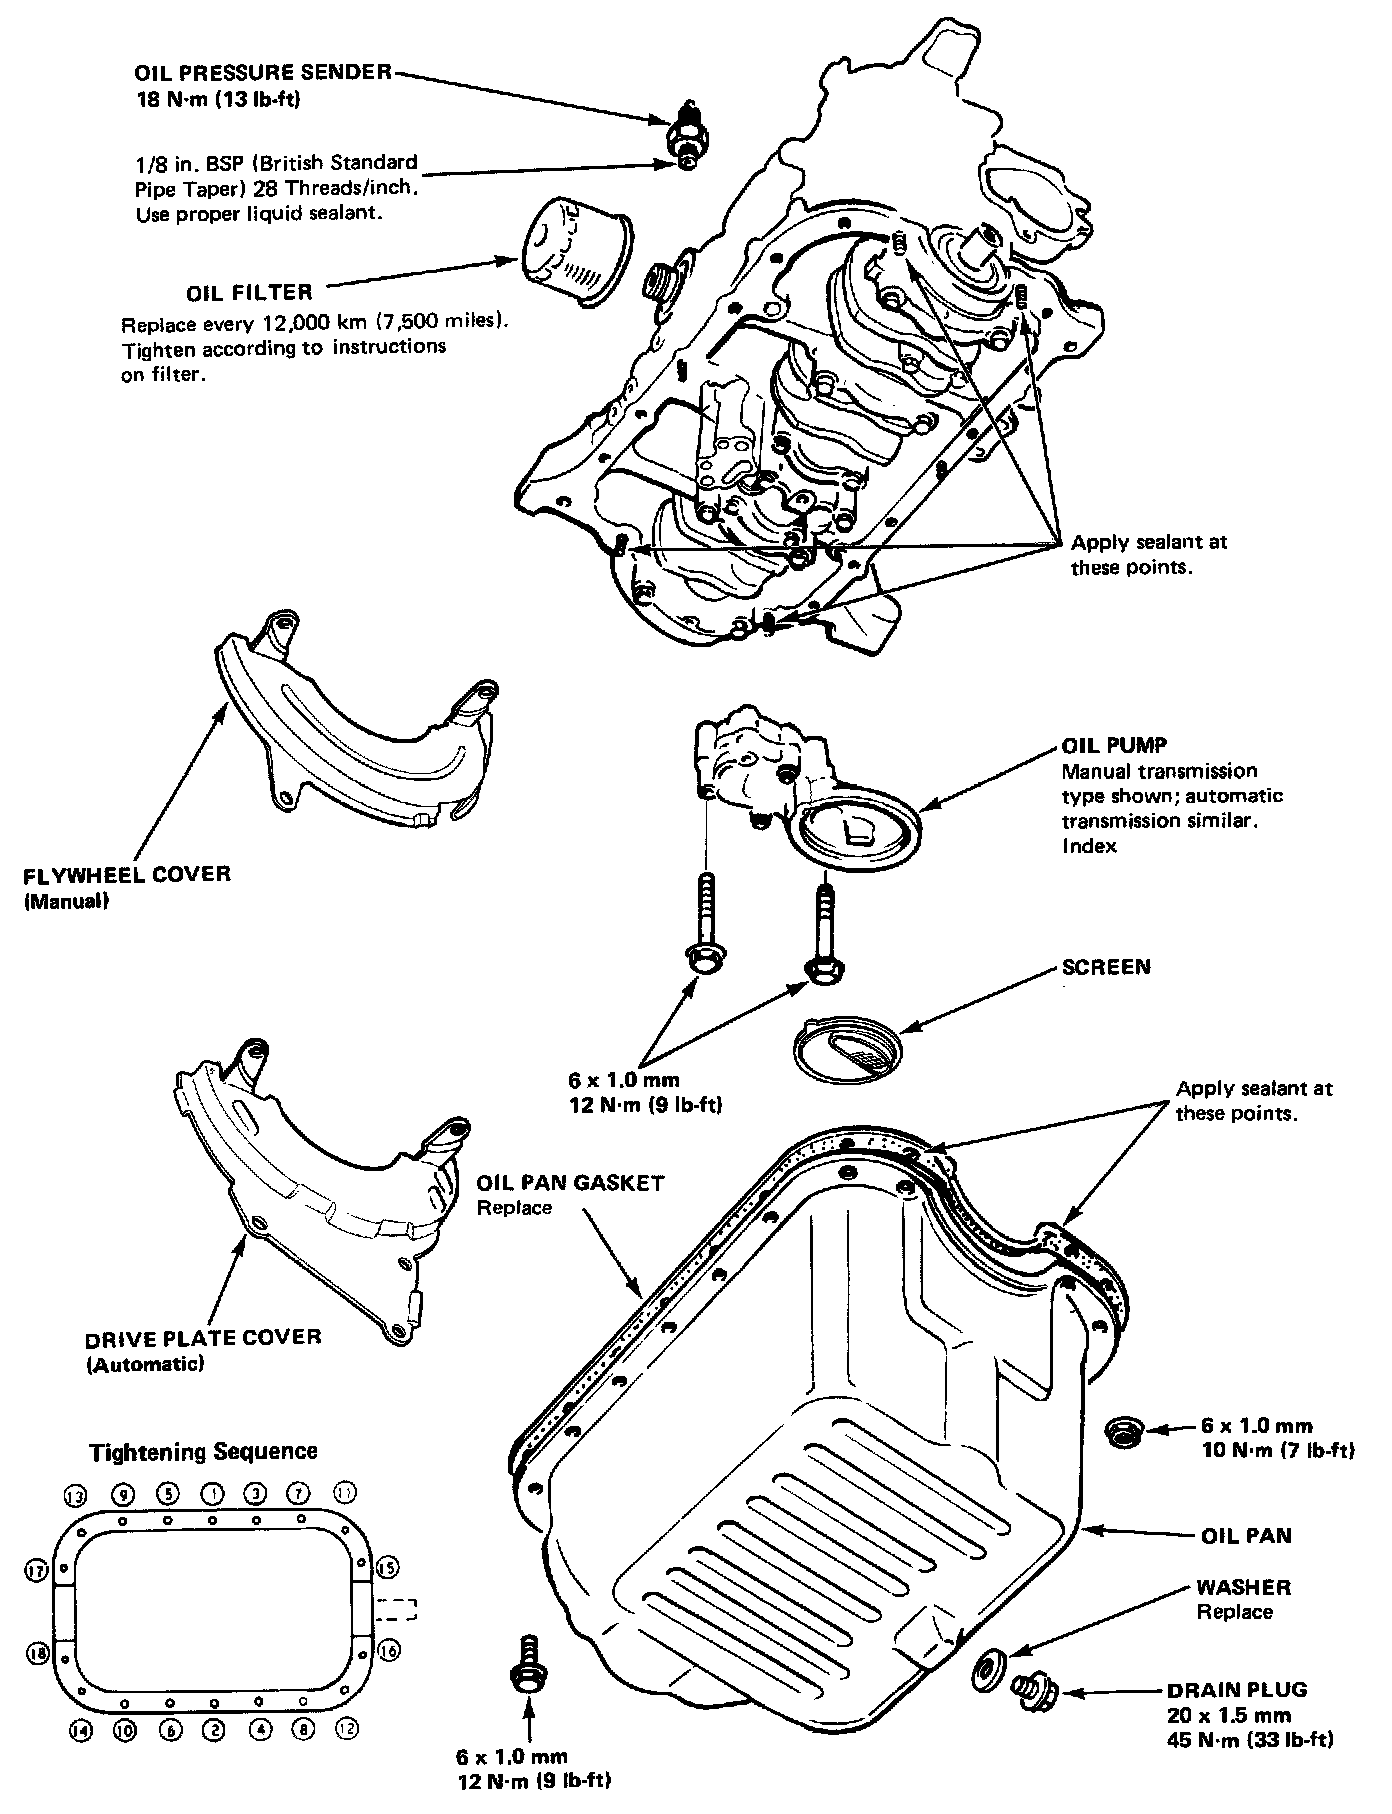 OIL PRESSURE SENDER
18 N·m (13 lb-ft)
1/8 in. BSP (British Standard
Pipe Taper) 28 Threads/inch.
Use proper liquid sealant.
OIL FILTER
Replace every 12,000 km (7,500 miles).
Tighten according to instructions
on filter.
Apply sealant at
these points.
FLYWHEEL COVER
(Manual)
OIL PUMP
Manual transmission
type shown; automatic
transmission similar.
Index
SCREEN
6 x 1.0 mm
12 N·m (9 lb-ft)
Apply sealant at
these points.
OIL PAN GASKET
Replace
DRIVE PLATE COVER
(Automatic)
6 x 1.0 mm
10 N·m (7 lb-ft)
OIL PAN
WASHER
Replace
DRAIN PLUG
20 x 1.5 mm
45 N·m (33 lb-ft)
6 x 1.0 mm
12 N·m (9 lb-ft)
Tightening Sequence
13 9 5 1 3 7 11
17 15
18 16
14 10 6 2 4 8 12